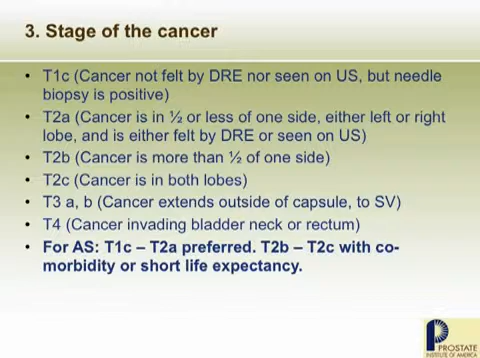 3. Stage of the cancer
• T1c (Cancer not felt by DRE nor seen on US, but needle
biopsy is positive)
• T2a (Cancer is in ½ or less of one side, either left or right
lobe, and is either felt by DRE or seen on US)
• T2b (Cancer is more than ½ of one side)
• T2c (Cancer is in both lobes)
• T3 a, b (Cancer extends outside of capsule, to SV)
• T4 (Cancer invading bladder neck or rectum)
• For AS: T1c – T2a preferred. T2b – T2c with co-
morbidity or short life expectancy.
PROSTATE
INSTITUTE OF AMERICA